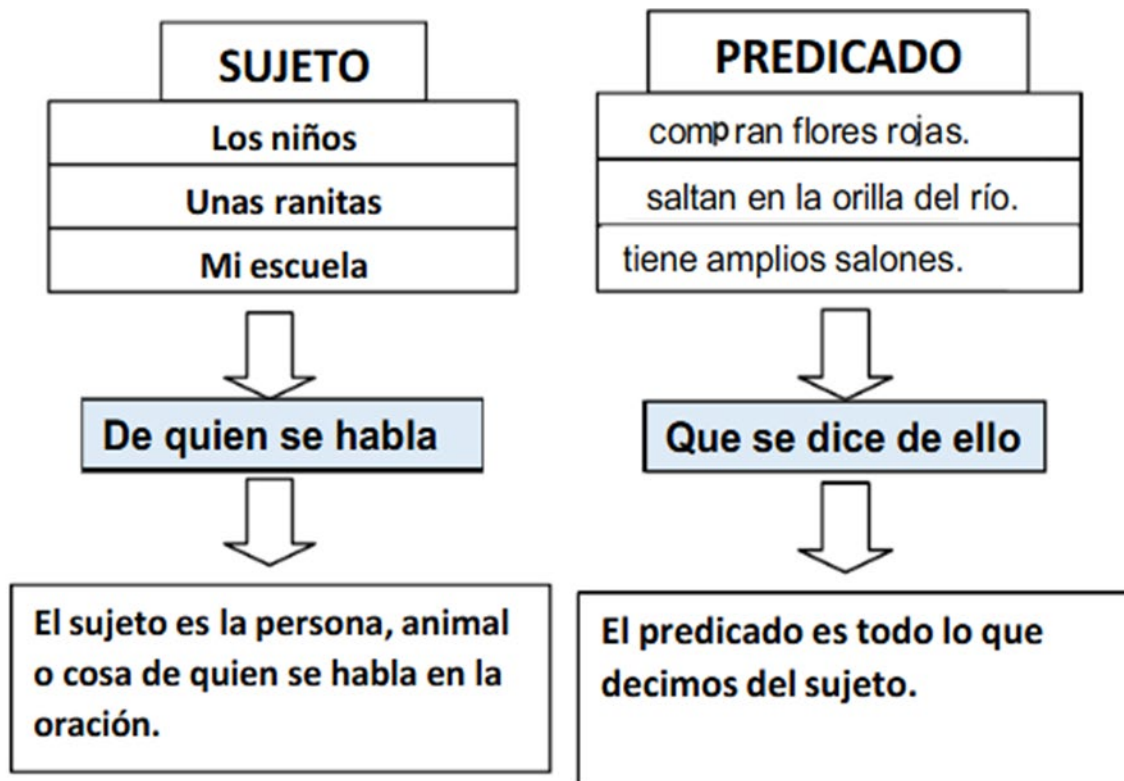 SUJETO
Los niños
Unas ranitas
Mi escuela
De quien se habla
El sujeto es la persona, animal
o cosa de quien se habla en la
oración.
PREDICADO
compran flores rojas.
saltan en la orilla del río.
tiene amplios salones.
Que se dice de ello
El predicado es todo lo que
decimos del sujeto.